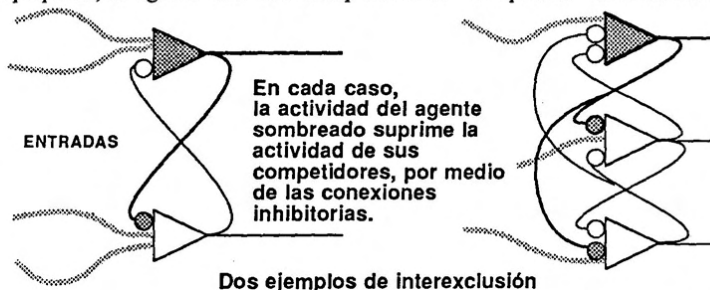 ENTRADAS
En cada caso,
la actividad del agente
sombreado suprime la
actividad de sus
competidores, por medio
de las conexiones
inhibitorias.
Dos ejemplos de interexclusión